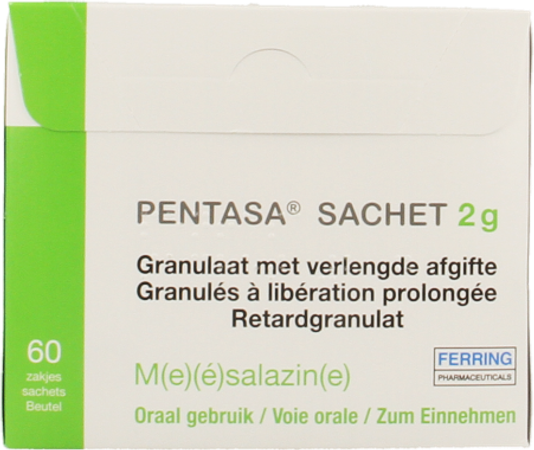 PENTASA® SACHET 2 g
Granulaat met verlengde afgifte
Granulés à libération prolongée
Retardgranulat
60
zakjes
sachets
Beutel
M(e)(é)salazin(e)
FERRING
PHARMACEUTICALS
Oraal gebruik / Voie orale / Zum Einnehmen